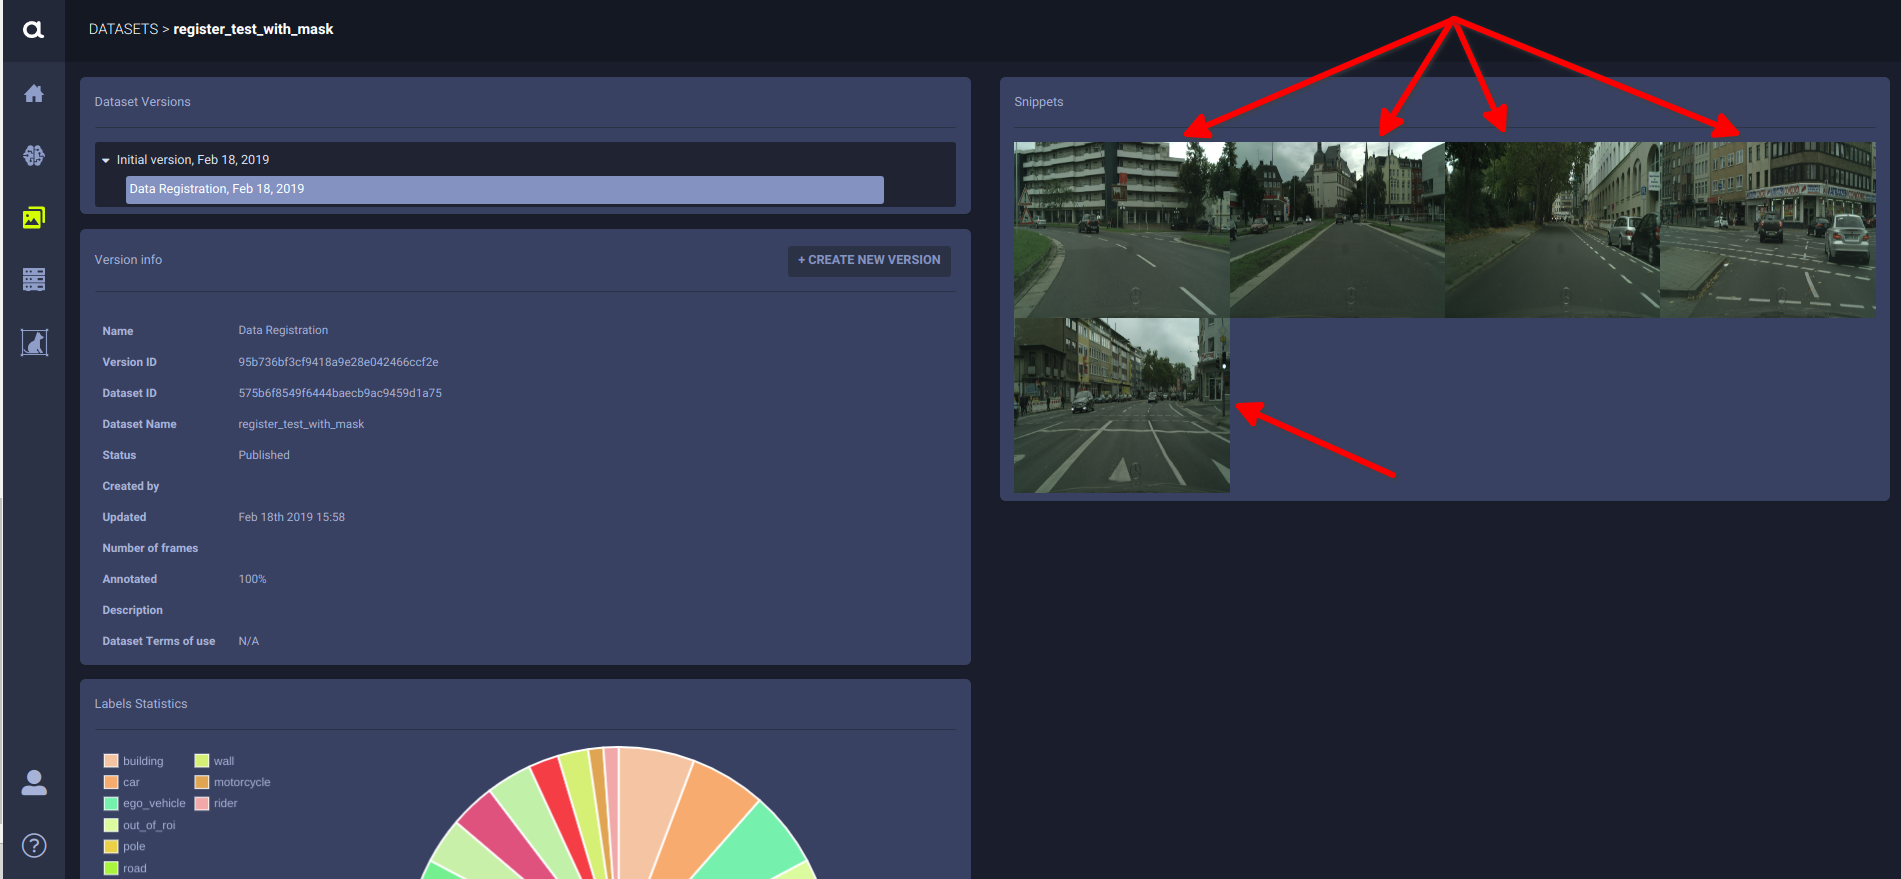 DATASETS > register_test_with_mask
Dataset Versions
Initial version, Feb 18, 2019
Data Registration, Feb 18, 2019
Version info
+ CREATE NEW VERSION
Name Data Registration
Version ID 95b736bf3cf9418a9e28e042466ccf2e
Dataset ID 575b6f8549f6444baecb9ac9459d1a75
Dataset Name register_test_with_mask
Status Published
Created by
Updated Feb 18th 2019 15:58
Number of frames
Annotated 100%
Description
Dataset Terms of use N/A
Labels Statistics
building
car
ego_vehicle
out_of_roi
pole
road
wall
motorcycle
rider
Snippets